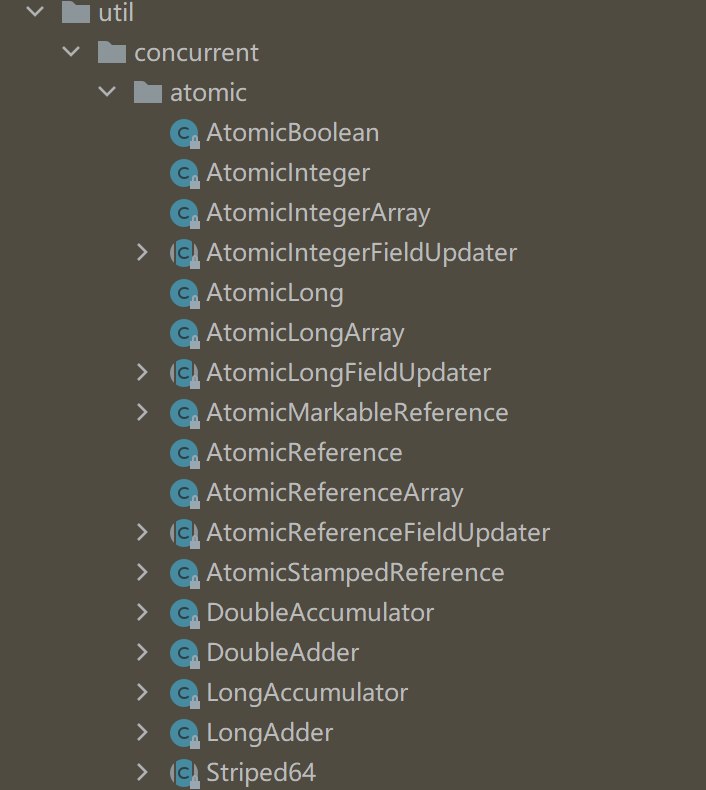 util
concurrent
atomic
AtomicBoolean
AtomicInteger
AtomicIntegerArray
AtomicIntegerFieldUpdater
AtomicLong
AtomicLongArray
AtomicLongFieldUpdater
AtomicMarkableReference
AtomicReference
AtomicReferenceArray
AtomicReferenceFieldUpdater
AtomicStampedReference
DoubleAccumulator
DoubleAdder
LongAccumulator
LongAdder
Striped64